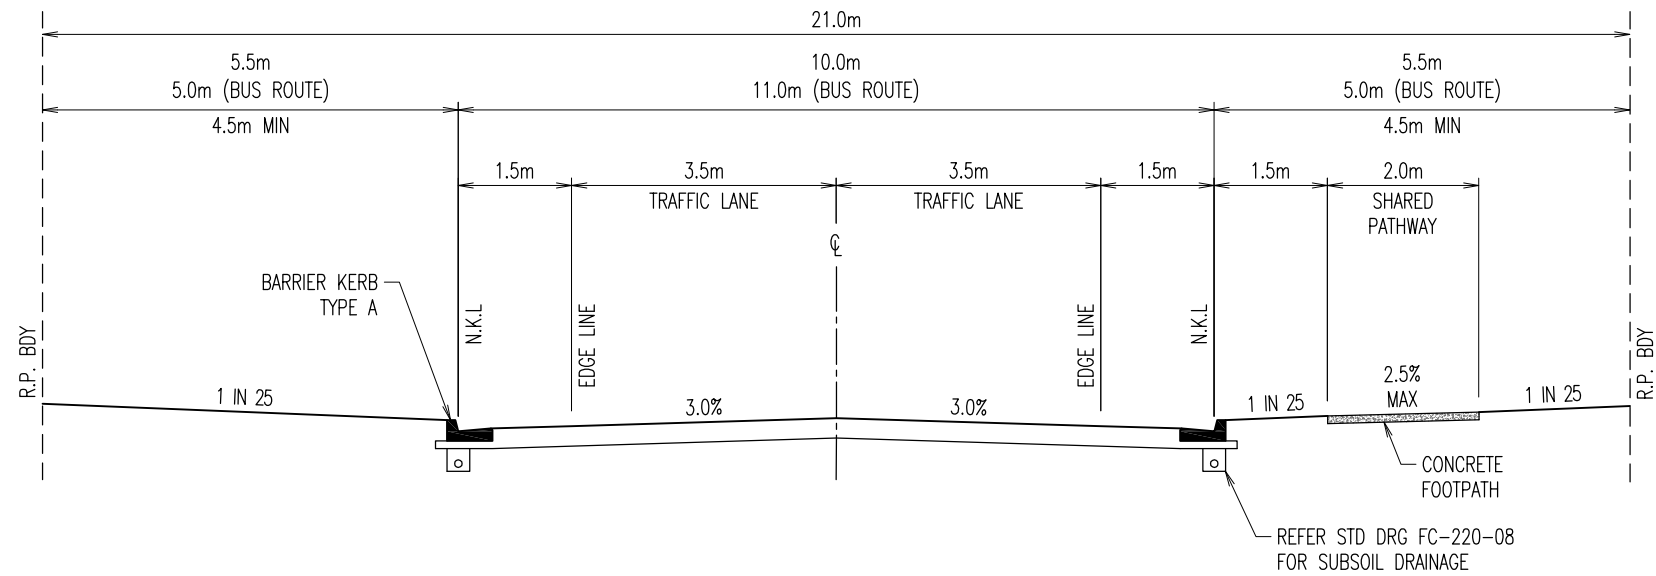 21.0m
5.5m
5.0m (BUS ROUTE)
4.5m MIN
10.0m
11.0m (BUS ROUTE)
5.5m
5.0m (BUS ROUTE)
4.5m MIN
1.5m
3.5m
TRAFFIC LANE
3.5m
TRAFFIC LANE
1.5m
1.5m
2.0m
SHARED
PATHWAY
℄
BARRIER KERB
TYPE A
R.P. BDY
N.K.L
EDGE LINE
EDGE LINE
N.K.L
R.P. BDY
1 IN 25
3.0%
3.0%
1 IN 25
2.5%
MAX
1 IN 25
CONCRETE
FOOTPATH
REFER STD DRG FC-220-08
FOR SUBSOIL DRAINAGE